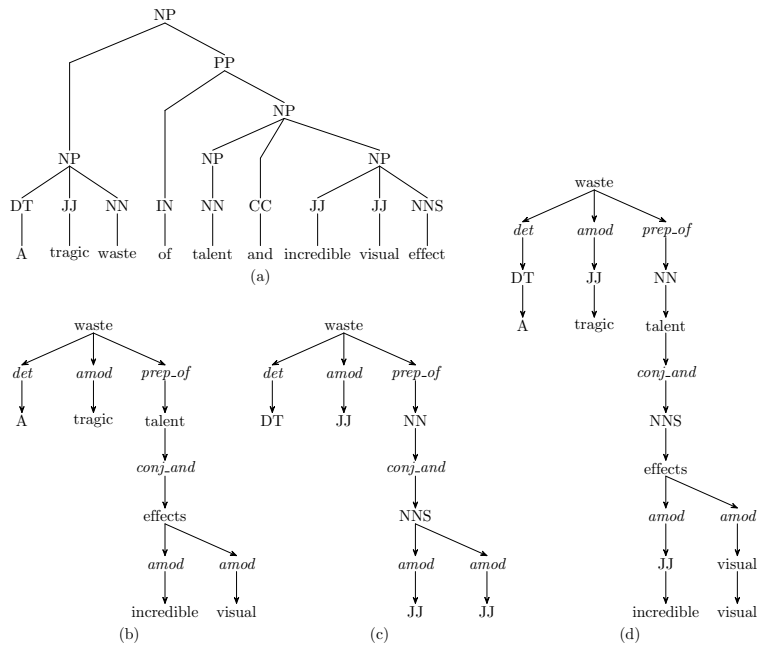 NP
PP
NP
NP NP NP
DT JJ NN IN NN CC JJ JJ NNS
A tragic waste of talent and incredible visual effect
(a)
waste
det amod prep_of
A tragic talent
conj_and
effects
amod amod
incredible visual
(b)
waste
det amod prep_of
DT JJ NN
conj_and
NNS
amod amod
JJ JJ
(c)
waste
det amod prep_of
DT JJ NN
A tragic talent
conj_and
NNS
effects
amod amod
JJ visual
incredible visual
(d)